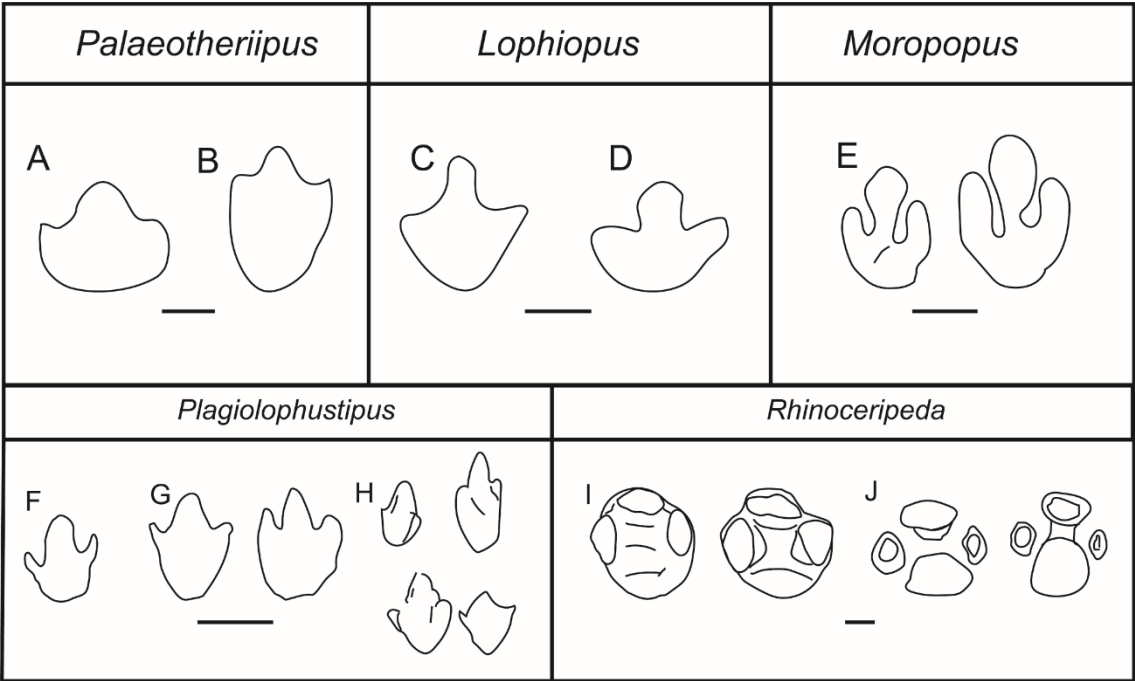 Palaeotheriipus
Lophiopus
Moropopus
A
B
C
D
E
Plagiolophustipus
Rhinoceripeda
F
G
H
I
J